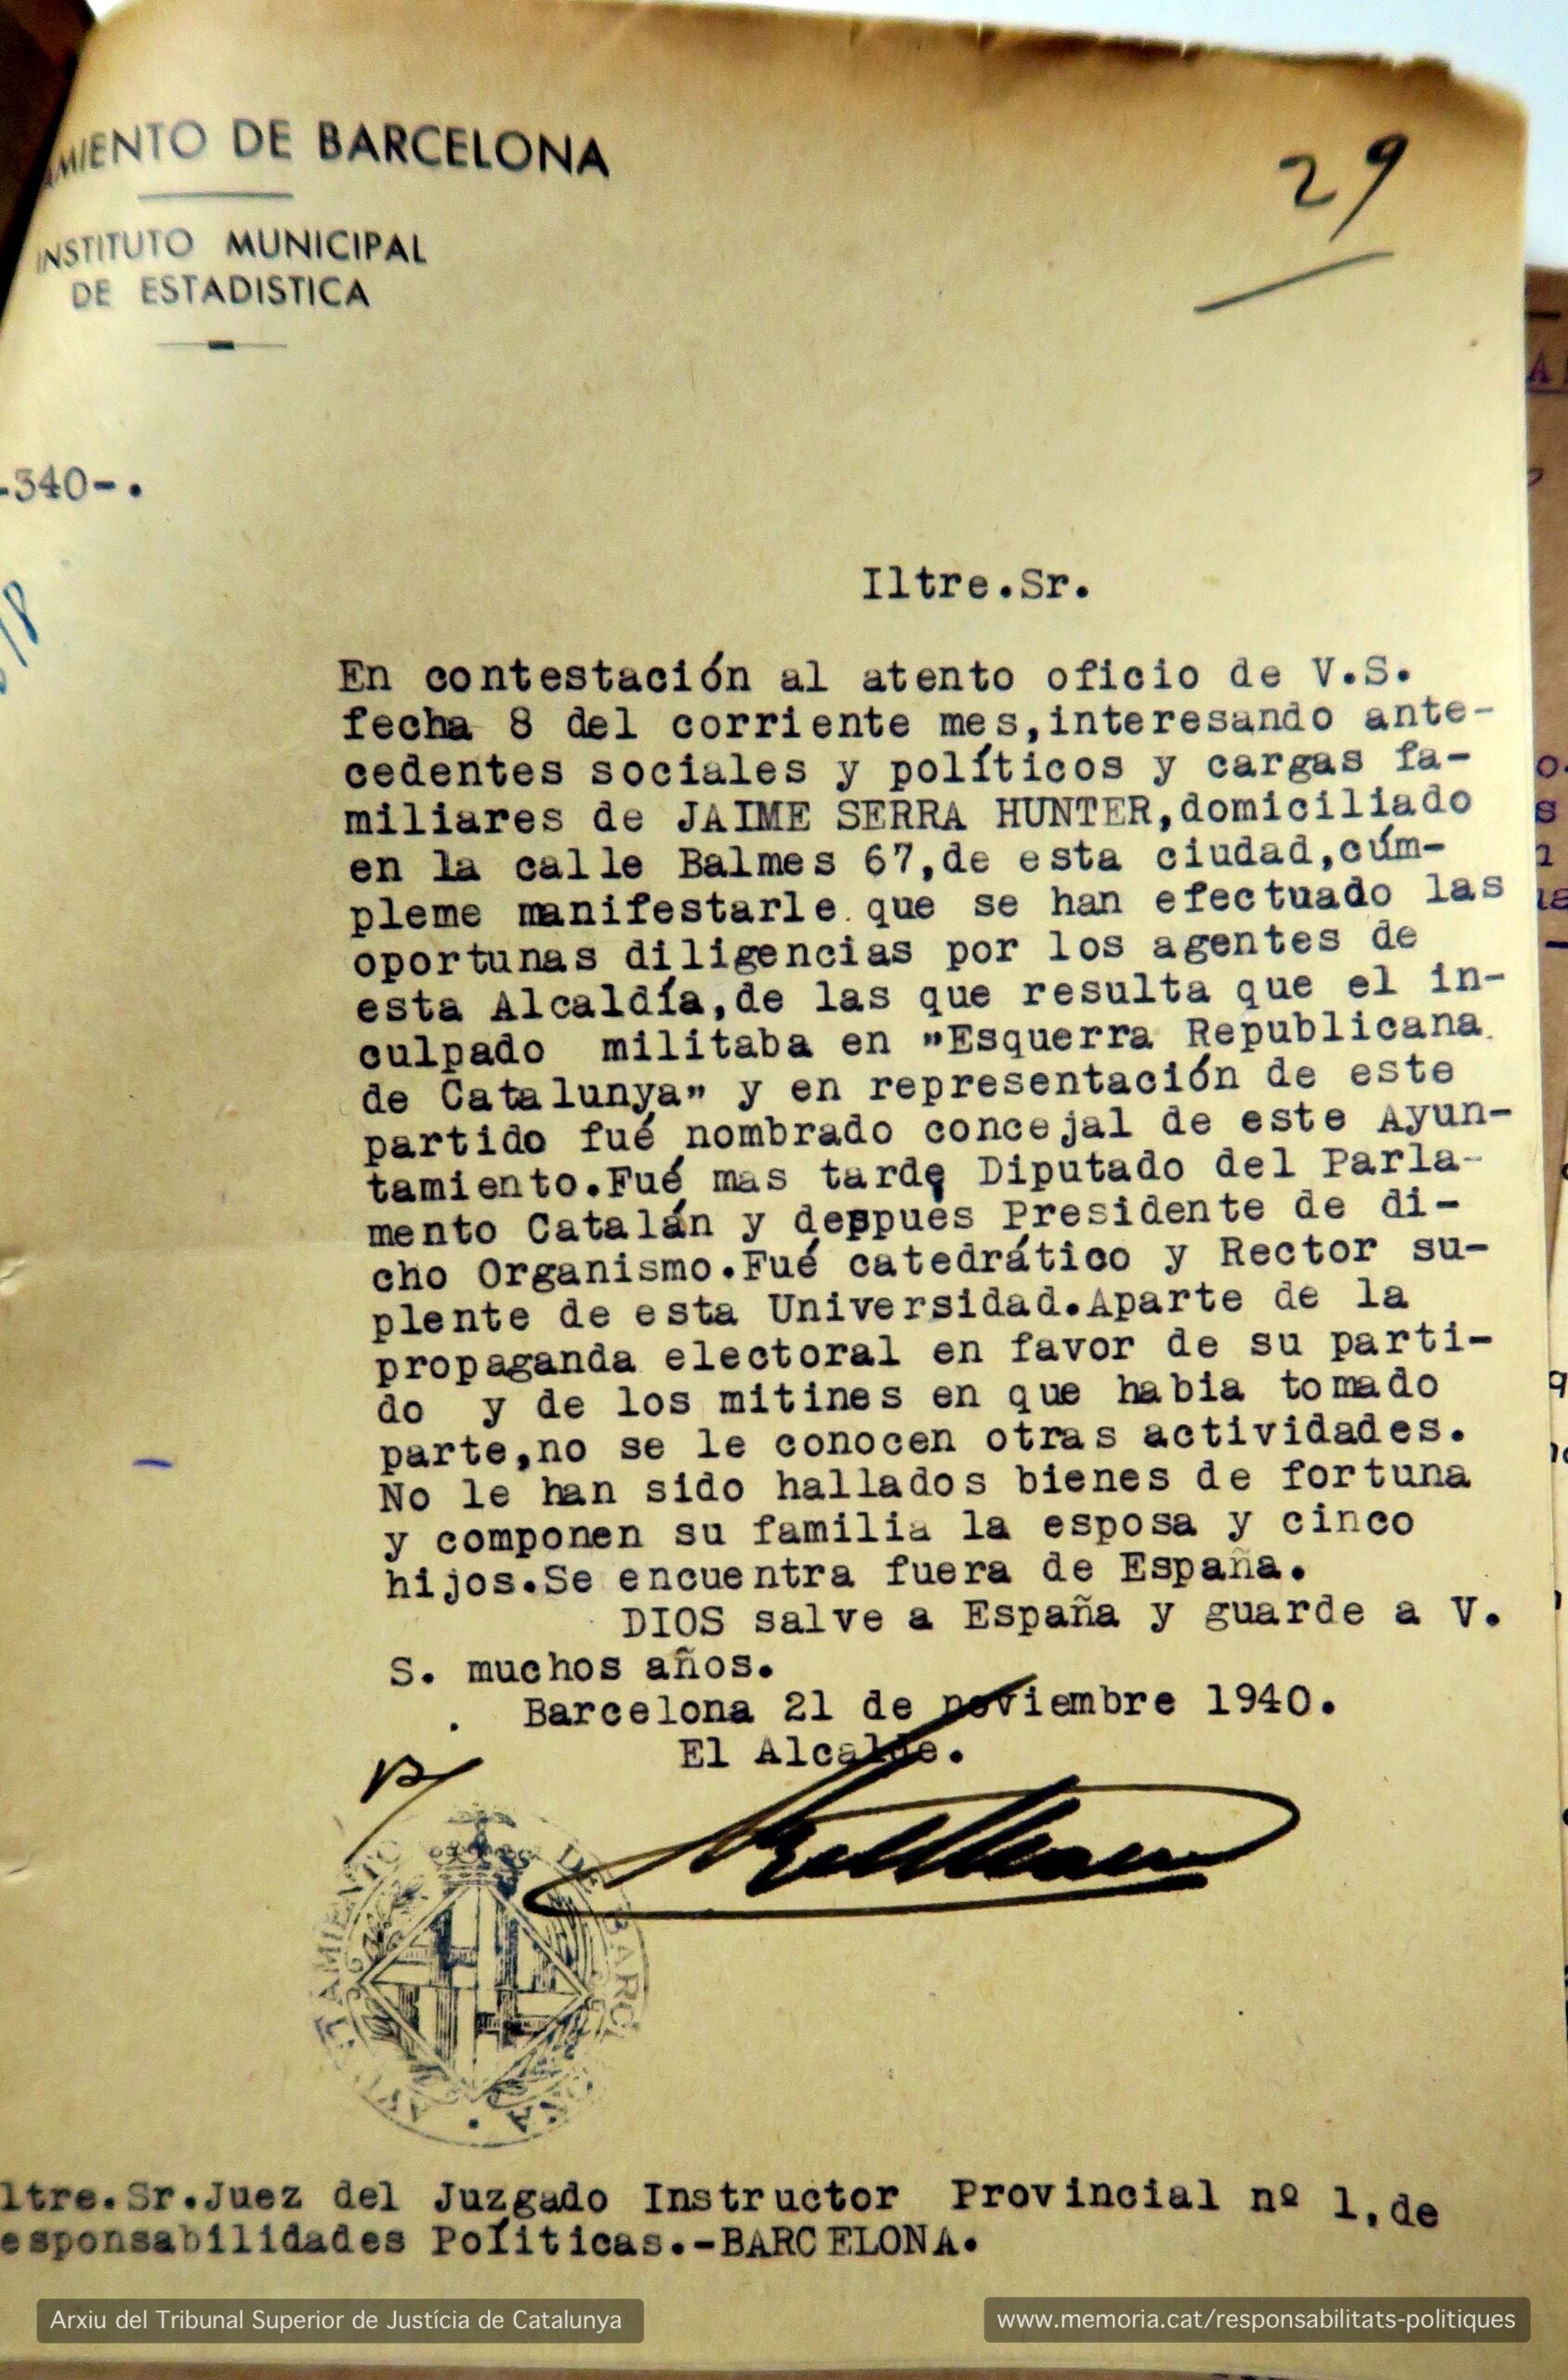 MIENTO DE BARCELONA
INSTITUTO MUNICIPAL
DE ESTADISTICA
29
-340-.
Iltre.Sr.
En contestación al atento oficio de V.S.
fecha 8 del corriente mes,interesando ante-
cedentes sociales y políticos y cargas fa-
miliares de JAIME SERRA HUNTER,domiciliado
en la calle Balmes 67,de esta ciudad,cúm-
pleme manifestarle que se han efectuado las
oportunas diligencias por los agentes de
esta Alcaldía,de las que resulta que el in-
culpado militaba en "Esquerra Republicana
de Catalunya" y en representación de este
partido fué nombrado concejal de este Ayun-
tamiento.Fué mas tarde Diputado del Parla-
mento Catalán y despues Presidente de di-
cho Organismo.Fué catedrático y Rector su-
plente de esta Universidad.Aparte de la
propaganda electoral en favor de su parti-
do y de los mitines en que habia tomado
parte,no se le conocen otras actividades.
No le han sido hallados bienes de fortuna
y componen su familia la esposa y cinco
hijos.Se encuentra fuera de España.
DIOS salve a España y guarde a V.
S. muchos años.
Barcelona 21 de noviembre 1940.
El Alcalde.
ltre.Sr.Juez del Juzgado Instructor Provincial nº 1,de
esponsabilidades Políticas.-BARCELONA.
Arxiu del Tribunal Superior de Justícia de Catalunya
www.memoria.cat/responsabilitats-politiques